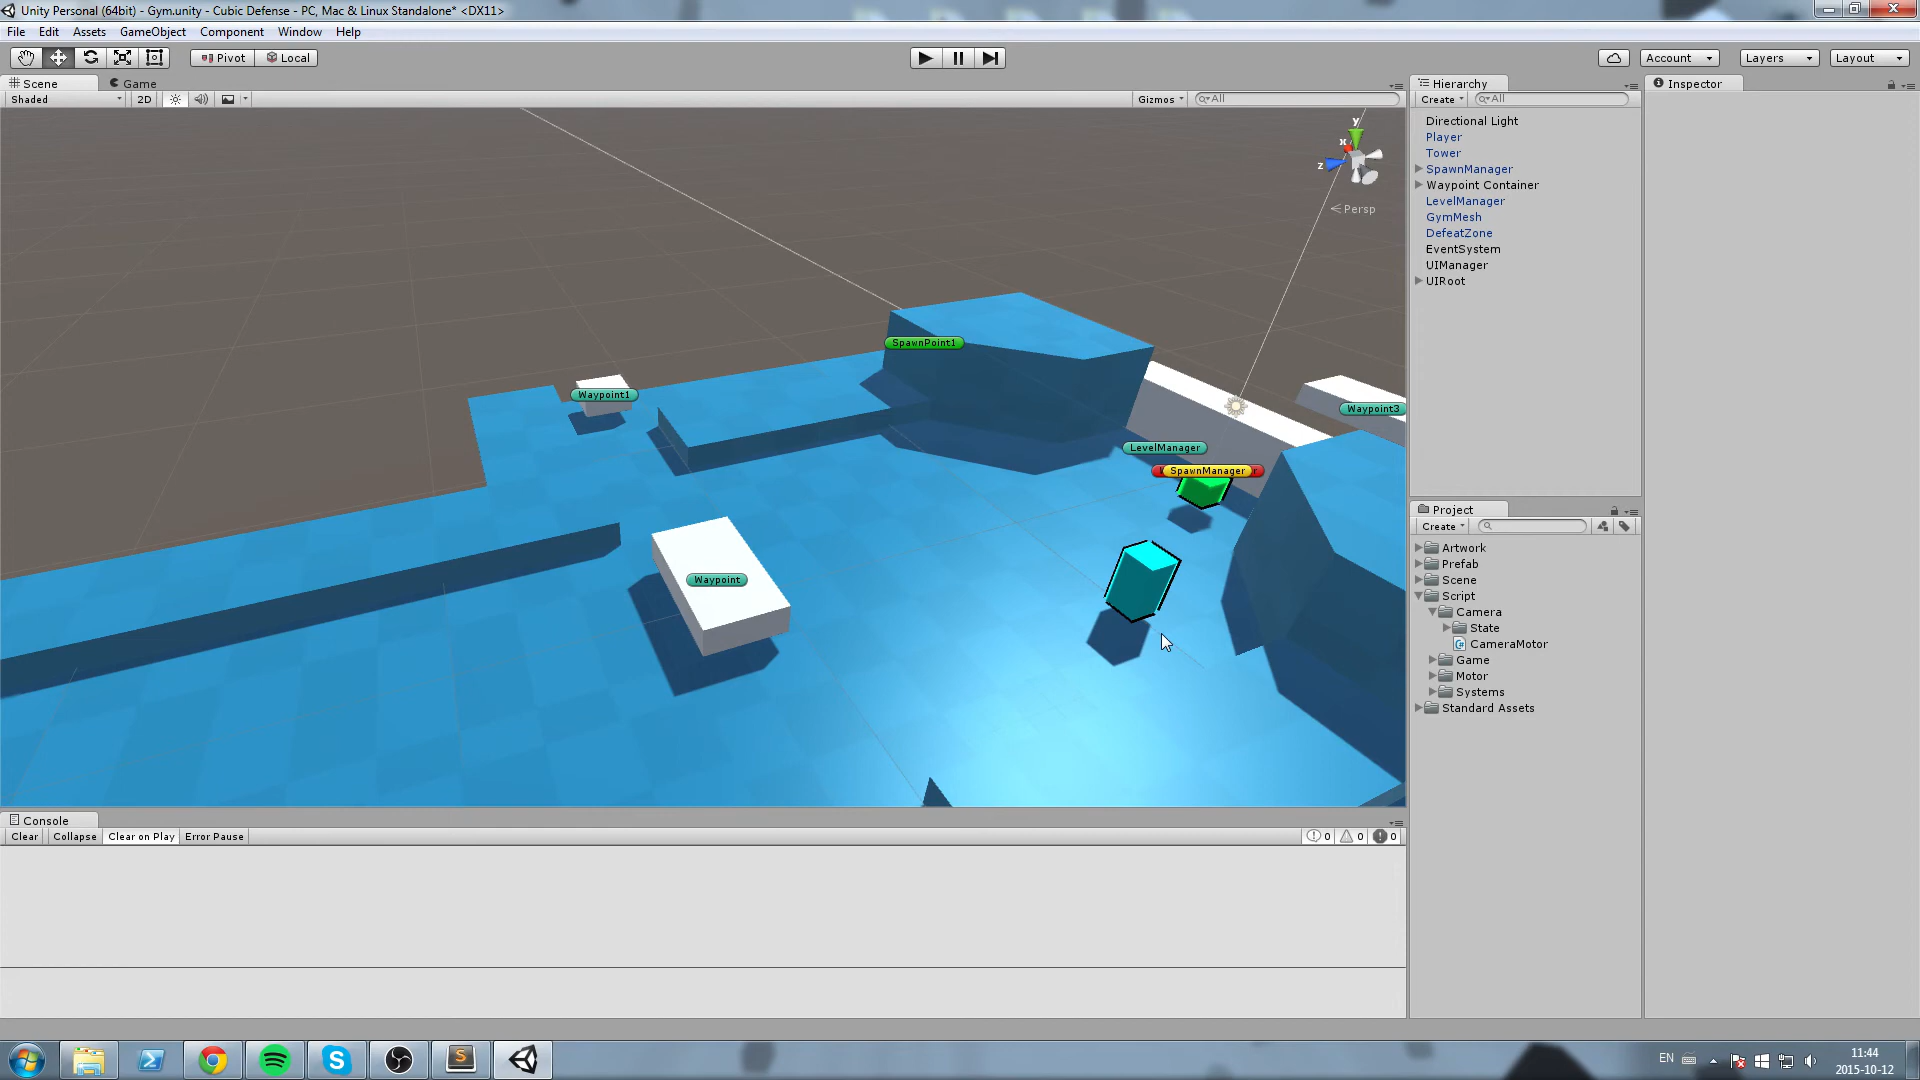 Unity Personal (64bit) - Gym.unity - Cubic Defense - PC, Mac & Linux Standalone* <DX11>
File Edit Assets GameObject Component Window Help
Pivot Local Account Layers Layout
Scene Game
Shaded 2D Gizmos All
y
x
z
Persp
SpawnPoint1
Waypoint1
Waypoint3
LevelManager
SpawnManager
Waypoint
Console
Clear Collapse Clear on Play Error Pause 0 0 0
Hierarchy
Create All
Directional Light
Player
Tower
SpawnManager
Waypoint Container
LevelManager
GymMesh
DefeatZone
EventSystem
UIManager
UIRoot
Project
Create
Artwork
Prefab
Scene
Script
Camera
State
CameraMotor
Game
Motor
Systems
Standard Assets
Inspector
EN
11:44
2015-10-12